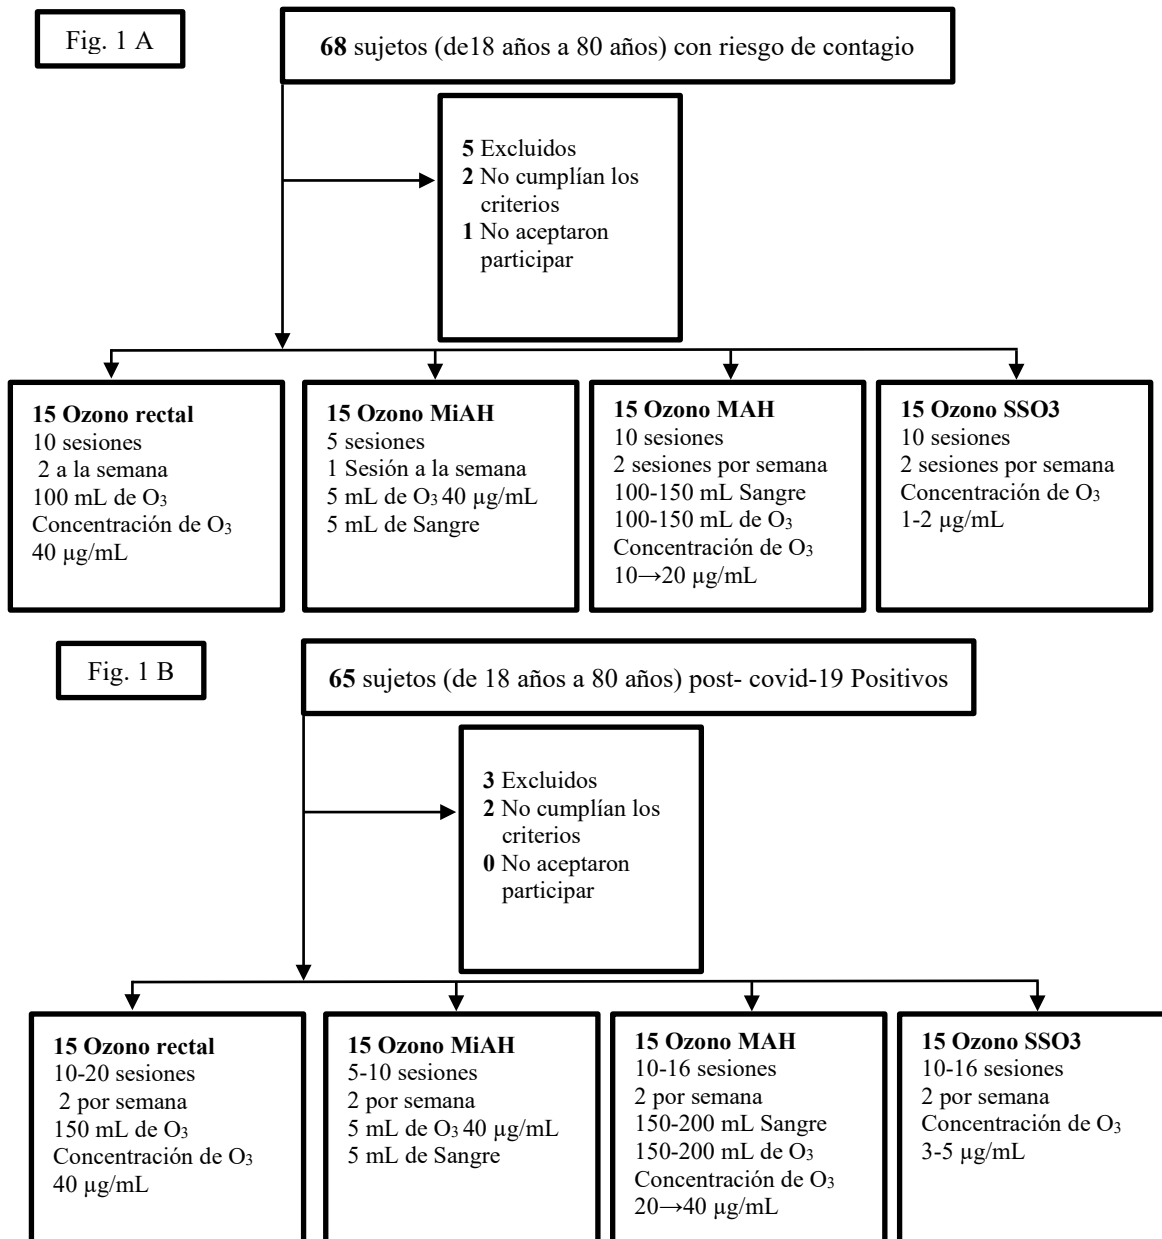 Fig. 1 A
68 sujetos (de18 años a 80 años) con riesgo de contagio
5 Excluidos
2 No cumplían los
criterios
1 No aceptaron
participar
15 Ozono rectal
10 sesiones
2 a la semana
100 mL de O₃
Concentración de O₃
40 µg/mL
15 Ozono MiAH
5 sesiones
1 Sesión a la semana
5 mL de O₃ 40 µg/mL
5 mL de Sangre
15 Ozono MAH
10 sesiones
2 sesiones por semana
100-150 mL Sangre
100-150 mL de O₃
Concentración de O₃
10→20 µg/mL
15 Ozono SSO3
10 sesiones
2 sesiones por semana
Concentración de O₃
1-2 µg/mL
Fig. 1 B
65 sujetos (de 18 años a 80 años) post- covid-19 Positivos
3 Excluidos
2 No cumplían los
criterios
0 No aceptaron
participar
15 Ozono rectal
10-20 sesiones
2 por semana
150 mL de O₃
Concentración de O₃
40 µg/mL
15 Ozono MiAH
5-10 sesiones
2 por semana
5 mL de O₃ 40 µg/mL
5 mL de Sangre
15 Ozono MAH
10-16 sesiones
2 por semana
150-200 mL Sangre
150-200 mL de O₃
Concentración de O₃
20→40 µg/mL
15 Ozono SSO3
10-16 sesiones
2 por semana
Concentración de O₃
3-5 µg/mL